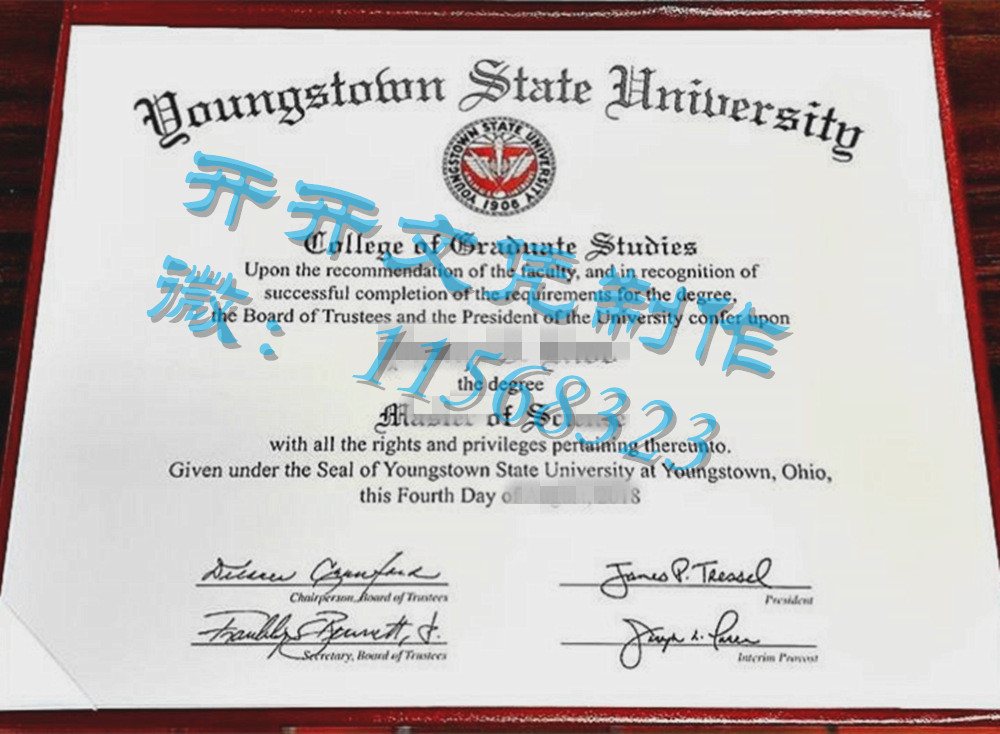 Youngstown State University
YOUNGSTOWN STATE UNIVERSITY
1908
开开文凭制作
College of Graduate Studies
Upon the recommendation of the faculty, and in recognition of
successful completion of the requirements for the degree,
微:11568323
the Board of Trustees and the President of the University confer upon
the degree
Master of Science
with all the rights and privileges pertaining thereunto.
Given under the Seal of Youngstown State University at Youngstown, Ohio,
this Fourth Day of 2018
James P. Tressel
Chairperson, Board of Trustees
President
Secretary, Board of Trustees
Interim Provost